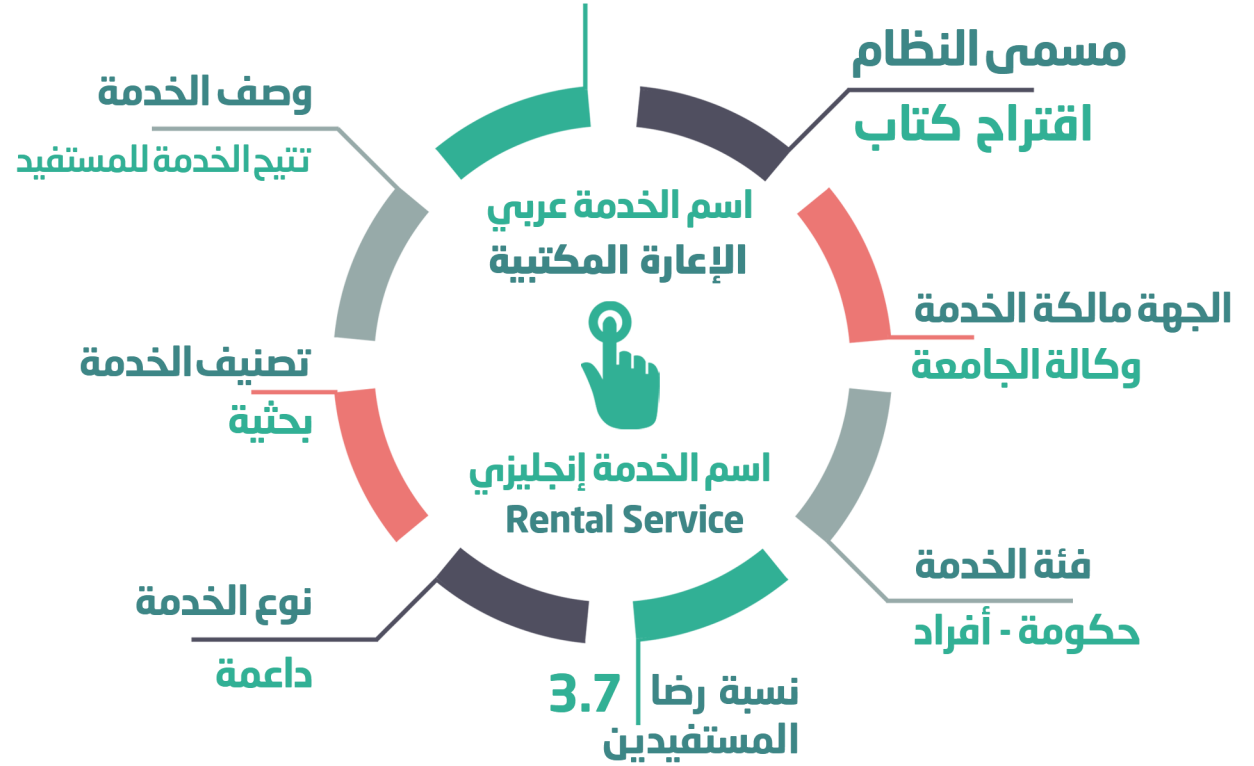 مسمى النظام
اقتراح كتاب
وصف الخدمة
تتيح الخدمة للمستفيد
اسم الخدمة عربي
الإعارة المكتبية
الجهة مالكة الخدمة
وكالة الجامعة
تصنيف الخدمة
بحثية
اسم الخدمة إنجليزي
Rental Service
فئة الخدمة
حكومة - أفراد
نوع الخدمة
داعمة
نسبة رضا 3.7
المستفيدين